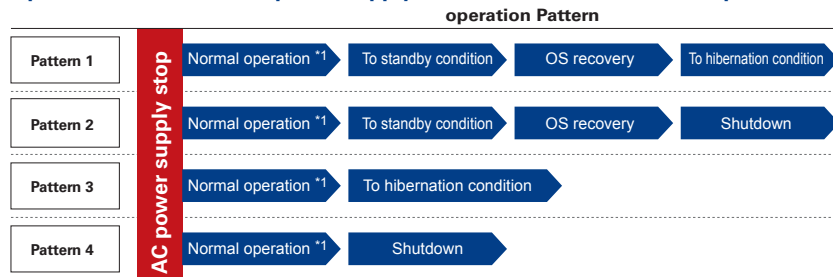 operation Pattern
AC power supply stop
Pattern 1
Normal operation *1
To standby condition
OS recovery
To hibernation condition
Pattern 2
Normal operation *1
To standby condition
OS recovery
Shutdown
Pattern 3
Normal operation *1
To hibernation condition
Pattern 4
Normal operation *1
Shutdown